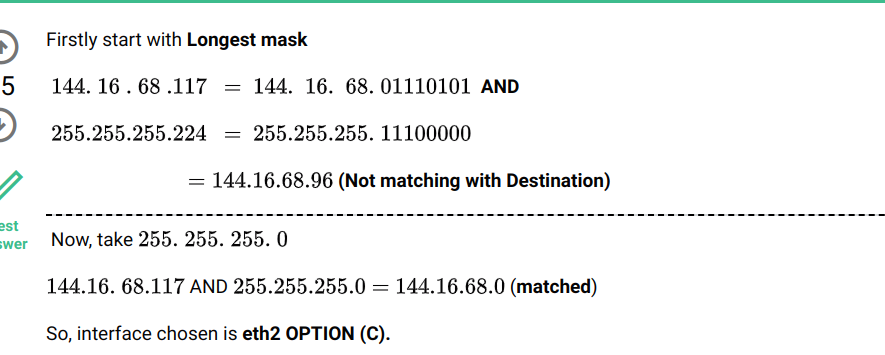 Firstly start with Longest mask
5
144. 16 . 68 .117 = 144. 16. 68. 01110101 AND
255.255.255.224 = 255.255.255. 11100000
= 144.16.68.96 (Not matching with Destination)
est
swer
Now, take 255. 255. 255. 0
144.16. 68.117 AND 255.255.255.0 = 144.16.68.0 (matched)
So, interface chosen is eth2 OPTION (C).